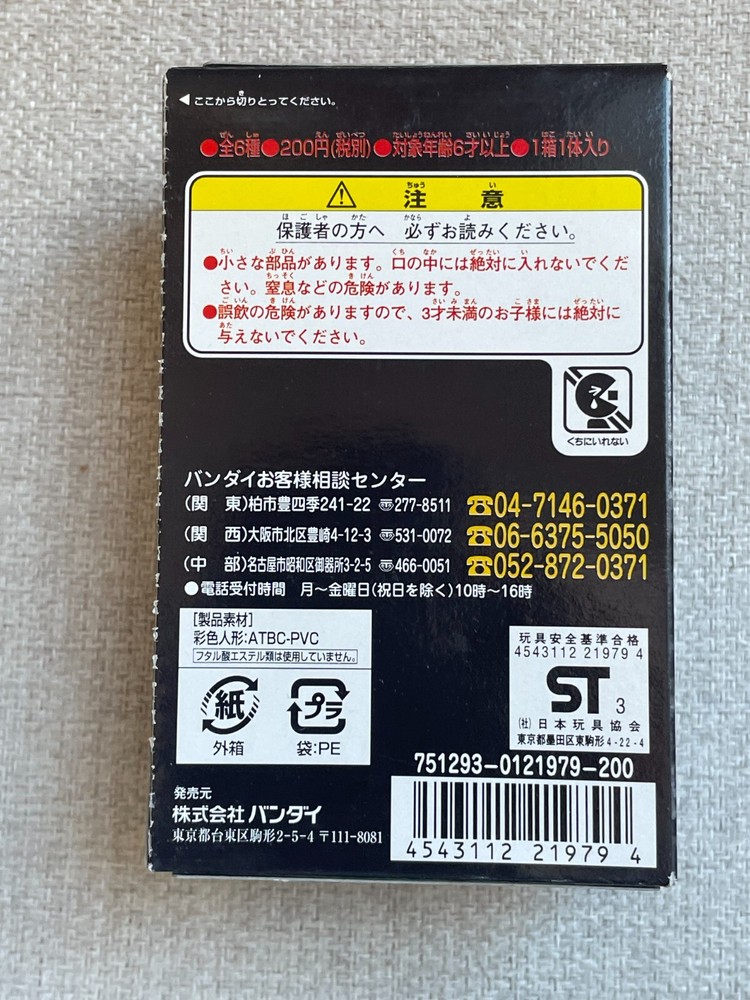 ◀ここから切りとってください。
●全6種●200円(税別)●対象年齢6才以上●1箱1体入り
⚠ 注意
保護者の方へ 必ずお読みください。
●小さな部品があります。口の中には絶対に入れないでくだ
さい。窒息などの危険があります。
●誤飲の危険がありますので、3才未満のお子様には絶対に
与えないでください。
くちにいれない
バンダイお客様相談センター
(関 東)柏市豊四季241-22 〠277-8511 ☎04-7146-0371
(関 西)大阪市北区豊崎4-12-3 〠531-0072 ☎06-6375-5050
(中 部)名古屋市昭和区御器所3-2-5 〠466-0051 ☎052-872-0371
●電話受付時間 月～金曜日(祝日を除く)10時～16時
[製品素材]
彩色人形:ATBC-PVC
フタル酸エステル類は使用していません。
紙 プラ
外箱 袋:PE
玩具安全基準合格
4543112 21979 4
ST 3
(社)日本玩具協会
東京都墨田区東駒形4-22-4
751293-0121979-200
発売元
株式会社 バンダイ
東京都台東区駒形2-5-4 〒111-8081
4543112 219794